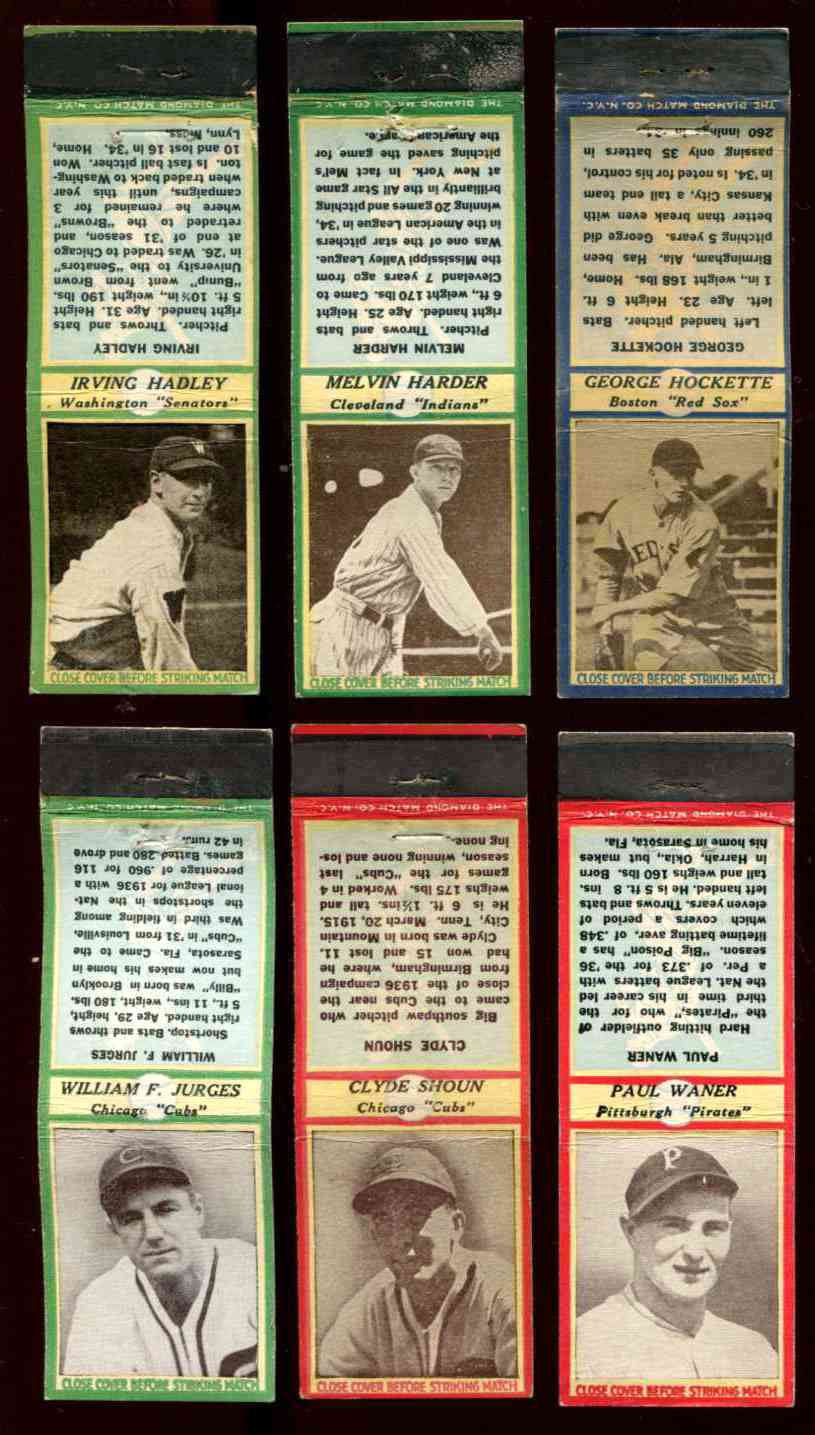 THE DIAMOND MATCH CO. N.Y.C.
IRVING HADLEY
Pitcher. Throws and bats
right handed. Age 31. Height
5 ft. 10½ in., weight 190 lbs.
"Bump" went from Brown
University to the "Senators"
in '26. Was traded to Chicago
at end of '31 season, and
retraded to the "Browns"
where he remained for 3
campaigns, until this year
when traded back to Washing-
ton. Is fast ball pitcher. Won
10 and lost 16 in '34. Home,
Lynn, Mass.
IRVING HADLEY
Washington "Senators"
CLOSE COVER BEFORE STRIKING MATCH
THE DIAMOND MATCH CO. N.Y.C.
MELVIN HARDER
Pitcher. Throws and bats
right handed. Age 25. Height
6 ft., weight 170 lbs. Came to
Cleveland 7 years ago from
the Mississippi Valley League.
Was one of the star pitchers
in the American League in '34,
winning 20 games and pitching
brilliantly in the All Star game
at New York. In fact Mel's
pitching saved the game for
the American
MELVIN HARDER
Cleveland "Indians"
CLOSE COVER BEFORE STRIKING MATCH
THE DIAMOND MATCH CO. N.Y.C.
GEORGE HOCKETTE
Left handed pitcher. Bats
left. Age 23. Height 6 ft.
1 in., weight 168 lbs. Home,
Birmingham, Ala. Has been
pitching 5 years. George did
better than break even with
Kansas City, a tail end team
in '34. Is noted for his control,
passing only 35 batters in
260 innings in '34.
GEORGE HOCKETTE
Boston "Red Sox"
REDS
CLOSE COVER BEFORE STRIKING MATCH
THE DIAMOND MATCH CO. N.Y.C.
WILLIAM F. JURGES
Shortstop. Bats and throws
right handed. Age 29, height,
5 ft., 11 ins., weight, 180 lbs.
"Billy" was born in Brooklyn
but now makes his home in
Sarasota, Fla. Came to the
"Cubs" in '31 from Louisville.
Was third in fielding among
the shortstops in the Nat-
ional League for 1936 with a
percentage of .960 for 116
games. Batted .280 and drove
in 42 runs.
WILLIAM F. JURGES
Chicago "Cubs"
C
CLOSE COVER BEFORE STRIKING MATCH
THE DIAMOND MATCH CO. N.Y.C.
CLYDE SHOUN
Big southpaw pitcher who
came to the Cubs near the
close of the 1936 campaign
from Birmingham, where he
had won 15 and lost 11.
Clyde was born in Mountain
City, Tenn. March 20, 1915.
He is 6 ft. 1½ ins. tall and
weighs 175 lbs. Worked in 4
games for the "Cubs" last
season, winning none and los-
ing none.
CLYDE SHOUN
Chicago "Cubs"
CLOSE COVER BEFORE STRIKING MATCH
THE DIAMOND MATCH CO. N.Y.C.
PAUL WANER
Hard hitting outfielder of
the "Pirates," who for the
third time in his career led
the Nat. League batters with
a Per. of .373 for the '36
season. "Big Poison" has a
lifetime batting aver. of .348
which covers a period of
eleven years. Throws and bats
left handed. He is 5 ft. 8 ins.
tall and weighs 160 lbs. Born
in Harrah, Okla., but makes
his home in Sarasota, Fla.
PAUL WANER
Pittsburgh "Pirates"
P
CLOSE COVER BEFORE STRIKING MATCH